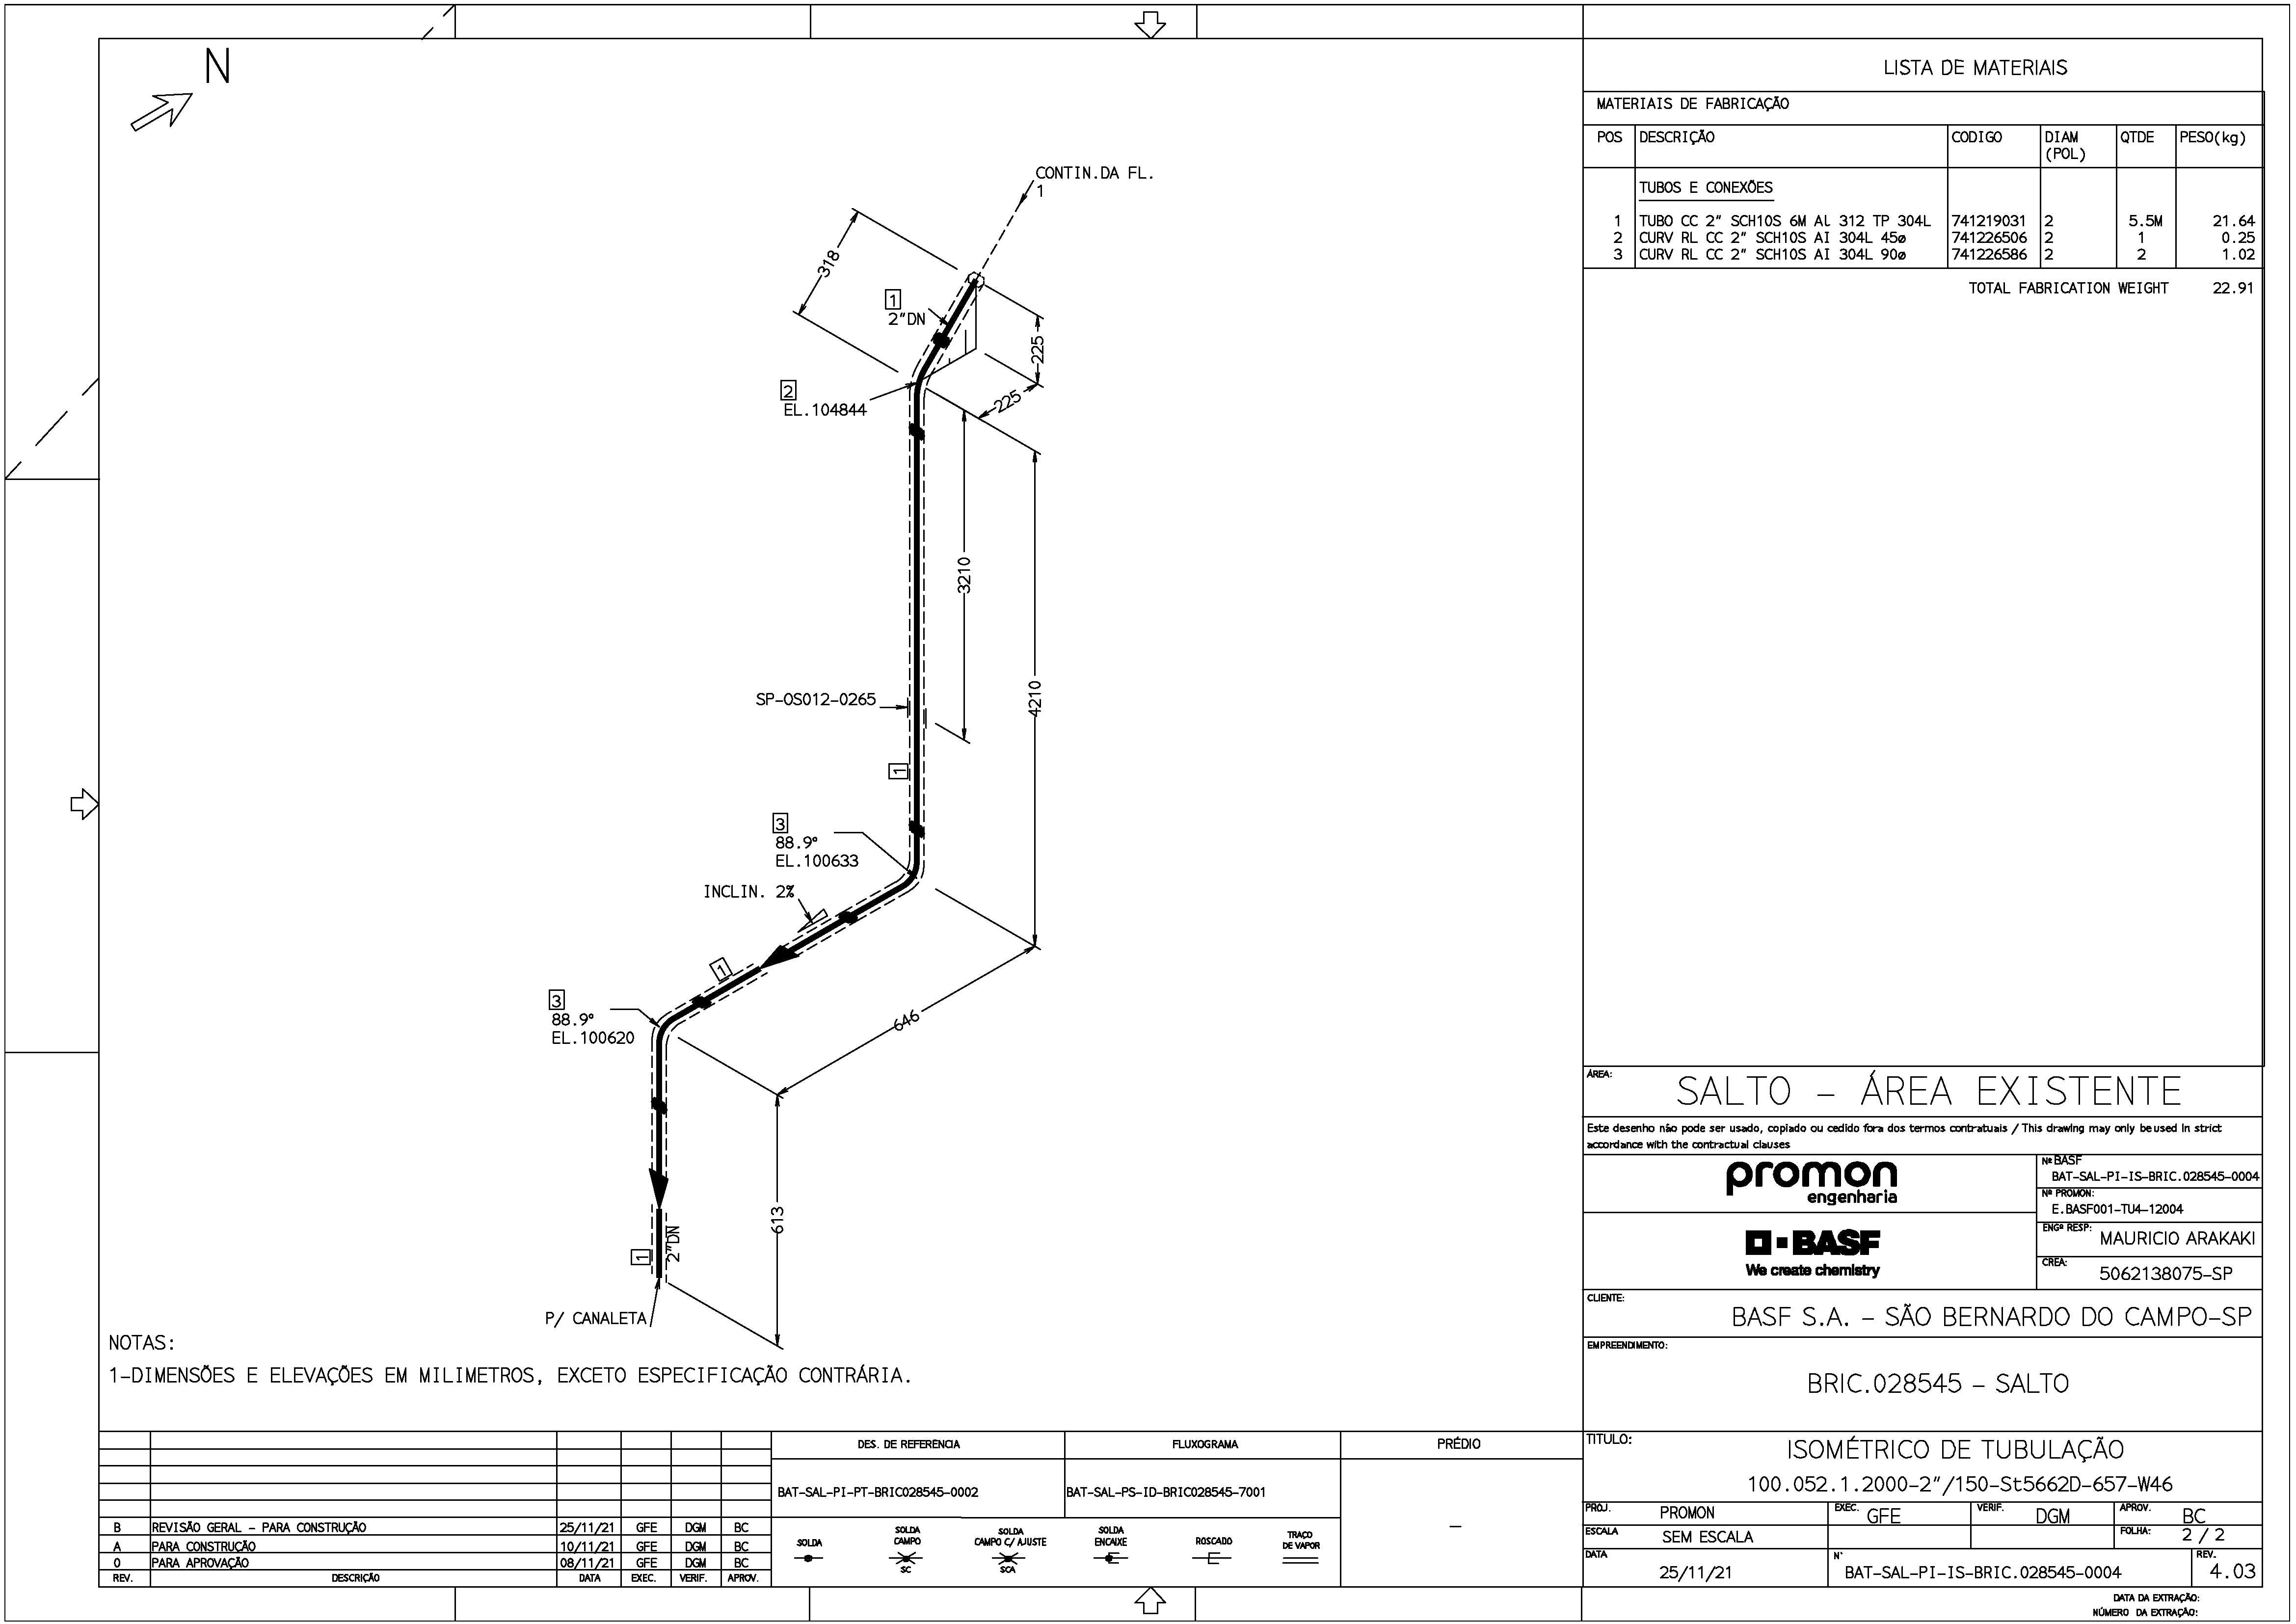 N
CONTIN.DA FL.
1
318
1
2"DN
225
225
2
EL.104844
3210
4210
SP-OS012-0265
1
3
88.9°
EL.100633
INCLIN. 2%
1
646
3
88.9°
EL.100620
613
1
2"DN
P/ CANALETA
NOTAS:
1-DIMENSÕES E ELEVAÇÕES EM MILIMETROS, EXCETO ESPECIFICAÇÃO CONTRÁRIA.
LISTA DE MATERIAIS
MATERIAIS DE FABRICAÇÃO
POS DESCRIÇÃO CODIGO DIAM (POL) QTDE PESO(kg)
TUBOS E CONEXÕES
1 TUBO CC 2" SCH10S 6M AL 312 TP 304L 741219031 2 5.5M 21.64
2 CURV RL CC 2" SCH10S AI 304L 45ø 741226506 2 1 0.25
3 CURV RL CC 2" SCH10S AI 304L 90ø 741226586 2 2 1.02
TOTAL FABRICATION WEIGHT 22.91
ÁREA:
SALTO - ÁREA EXISTENTE
Este desenho não pode ser usado, copiado ou cedido fora dos termos contratuais / This drawing may only be used in strict
accordance with the contractual clauses
promon
engenharia
Nº BASF
BAT-SAL-PI-IS-BRIC.028545-0004
Nº PROMON:
E.BASF001-TU4-12004
BASF
We create chemistry
ENGº RESP:
MAURICIO ARAKAKI
CREA:
5062138075-SP
CLIENTE:
BASF S.A. - SÃO BERNARDO DO CAMPO-SP
EMPREENDIMENTO:
BRIC.028545 - SALTO
TITULO:
ISOMÉTRICO DE TUBULAÇÃO
100.052.1.2000-2"/150-St5662D-657-W46
PROJ. PROMON EXEC. GFE VERIF. DGM APROV. BC
ESCALA SEM ESCALA FOLHA: 2 / 2
DATA 25/11/21 N° BAT-SAL-PI-IS-BRIC.028545-0004 REV. 4.03
DATA DA EXTRAÇÃO:
NÚMERO DA EXTRAÇÃO:
B REVISÃO GERAL - PARA CONSTRUÇÃO 25/11/21 GFE DGM BC
A PARA CONSTRUÇÃO 10/11/21 GFE DGM BC
0 PARA APROVAÇÃO 08/11/21 GFE DGM BC
REV. DESCRIÇÃO DATA EXEC. VERIF. APROV.
DES. DE REFERÊNCIA FLUXOGRAMA PRÉDIO
BAT-SAL-PI-PT-BRIC028545-0002 BAT-SAL-PS-ID-BRIC028545-7001
-
SOLDA
SOLDA CAMPO
SC
SOLDA CAMPO C/ AJUSTE
SCA
SOLDA ENCAIXE
ROSCADO
TRAÇO DE VAPOR